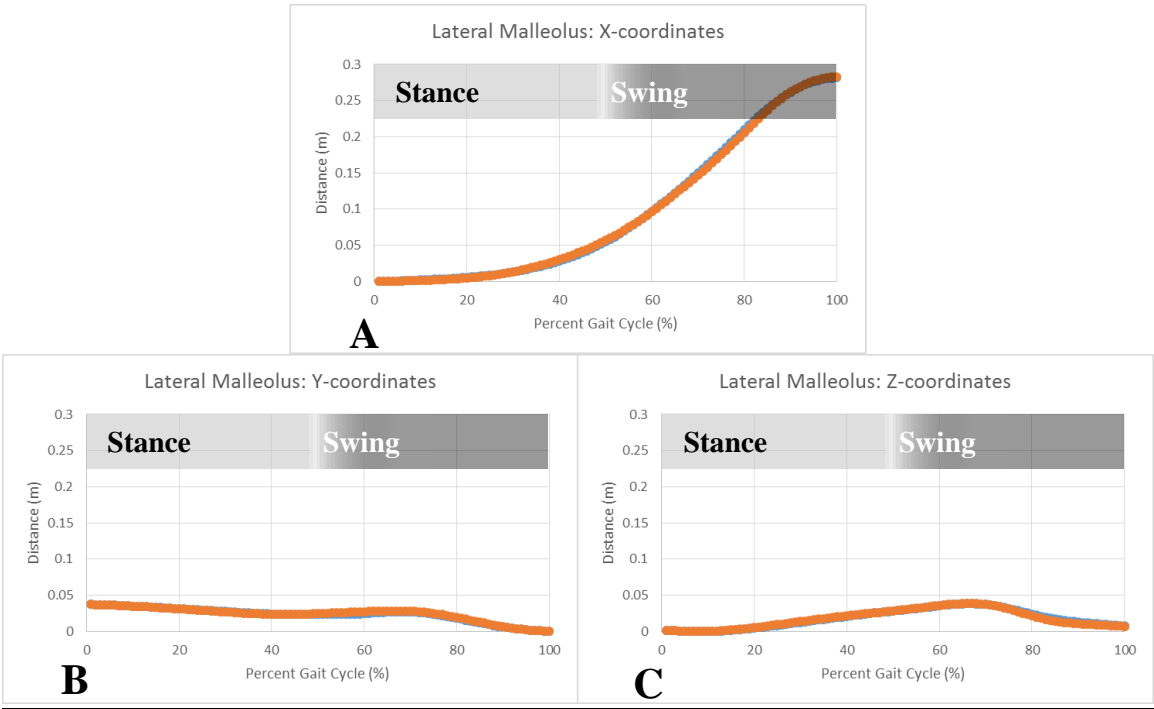 Lateral Malleolus: X-coordinates
0.3
0.25
0.2
0.15
0.1
0.05
0
Distance (m)
Stance
Swing
0 20 40 60 80 100
Percent Gait Cycle (%)
A
Lateral Malleolus: Y-coordinates
0.3
0.25
0.2
0.15
0.1
0.05
0
Distance (m)
Stance
Swing
0 20 40 60 80 100
Percent Gait Cycle (%)
B
Lateral Malleolus: Z-coordinates
0.3
0.25
0.2
0.15
0.1
0.05
0
Distance (m)
Stance
Swing
0 20 40 60 80 100
Percent Gait Cycle (%)
C